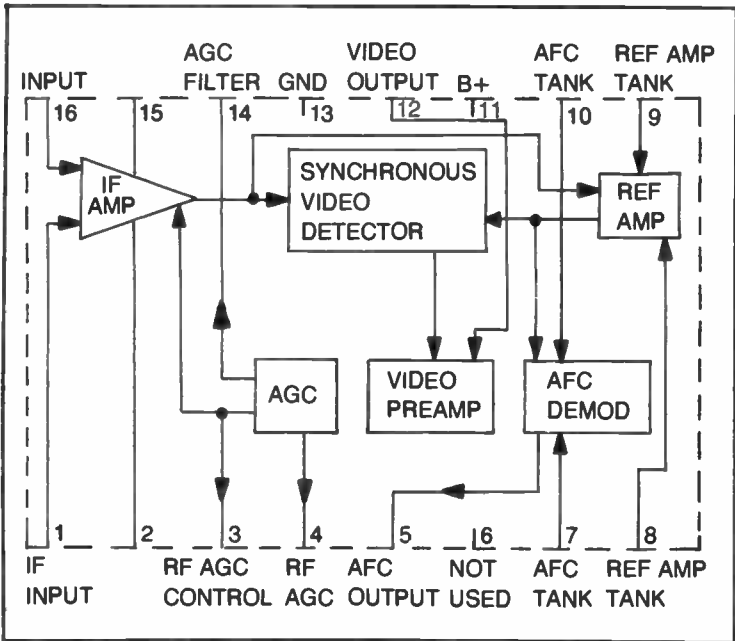 AGC VIDEO AFC REF AMP
INPUT FILTER GND OUTPUT B+ TANK TANK
16 15 14 13 12 11 10 9
IF
AMP
SYNCHRONOUS
VIDEO
DETECTOR
REF
AMP
AGC
VIDEO
PREAMP
AFC
DEMOD
1 2 3 4 5 6 7 8
IF RF AGC RF AFC NOT AFC REF AMP
INPUT CONTROL AGC OUTPUT USED TANK TANK